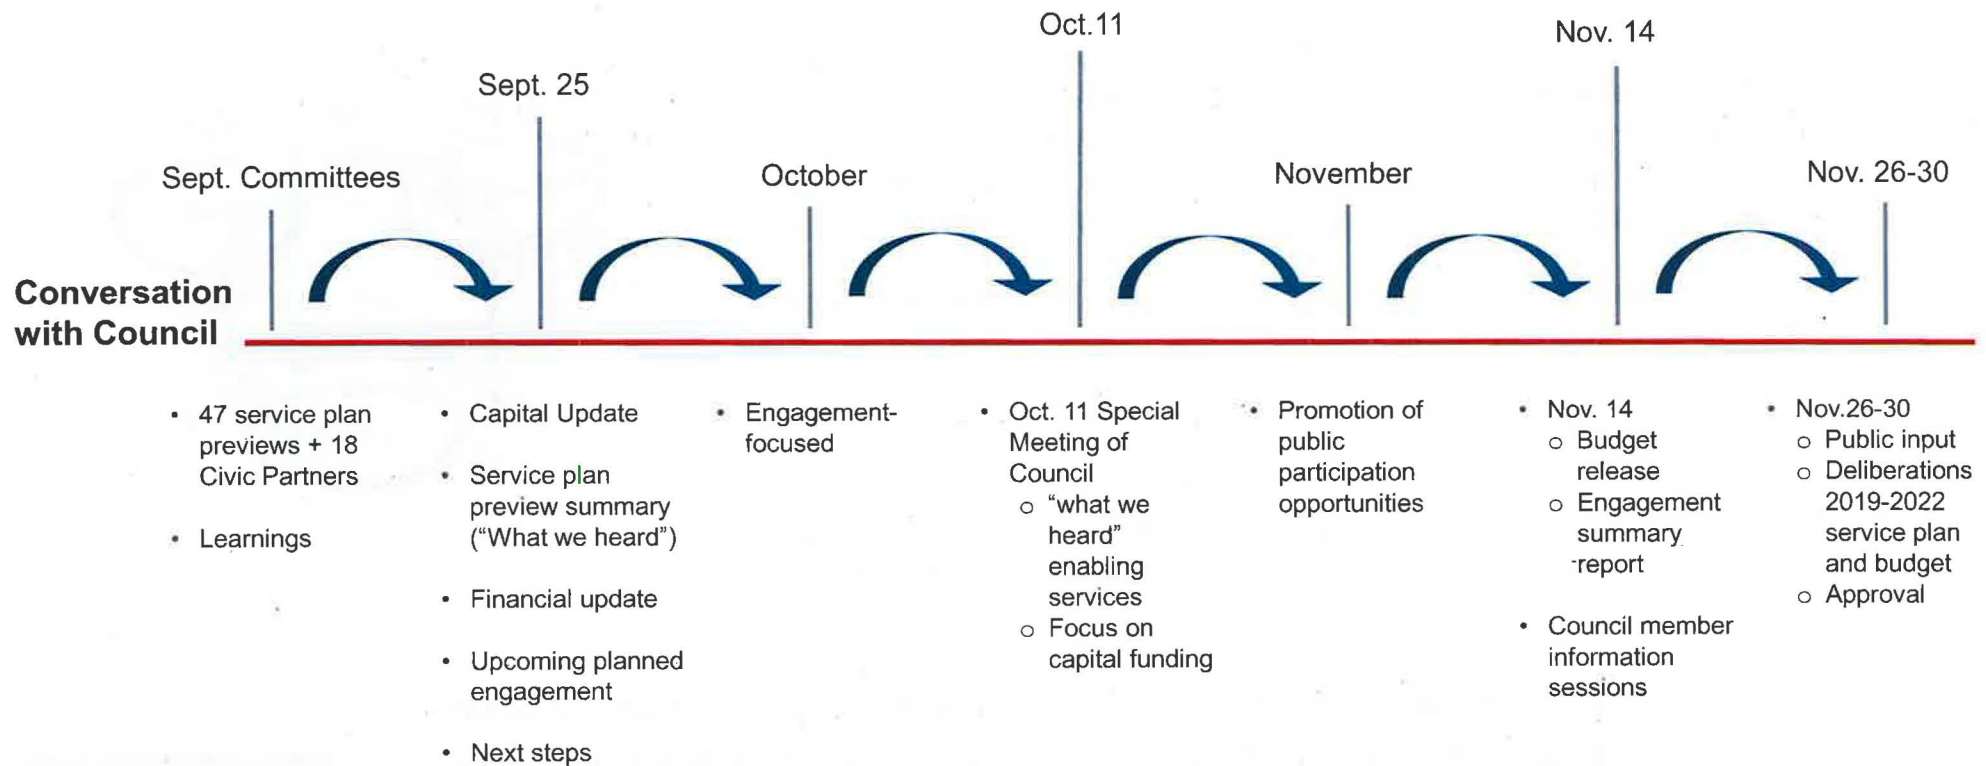 Oct.11
Nov. 14
Sept. 25
Sept. Committees
October
November
Nov. 26-30
Conversation
with Council
• 47 service plan
previews + 18
Civic Partners
• Learnings
• Capital Update
• Service plan
preview summary
(“What we heard”)
• Financial update
• Upcoming planned
engagement
• Next steps
• Engagement-
focused
• Oct. 11 Special
Meeting of
Council
o “what we
heard”
enabling
services
o Focus on
capital funding
• Promotion of
public
participation
opportunities
• Nov. 14
o Budget
release
o Engagement
summary
report
• Council member
information
sessions
• Nov.26-30
o Public input
o Deliberations
2019-2022
service plan
and budget
o Approval